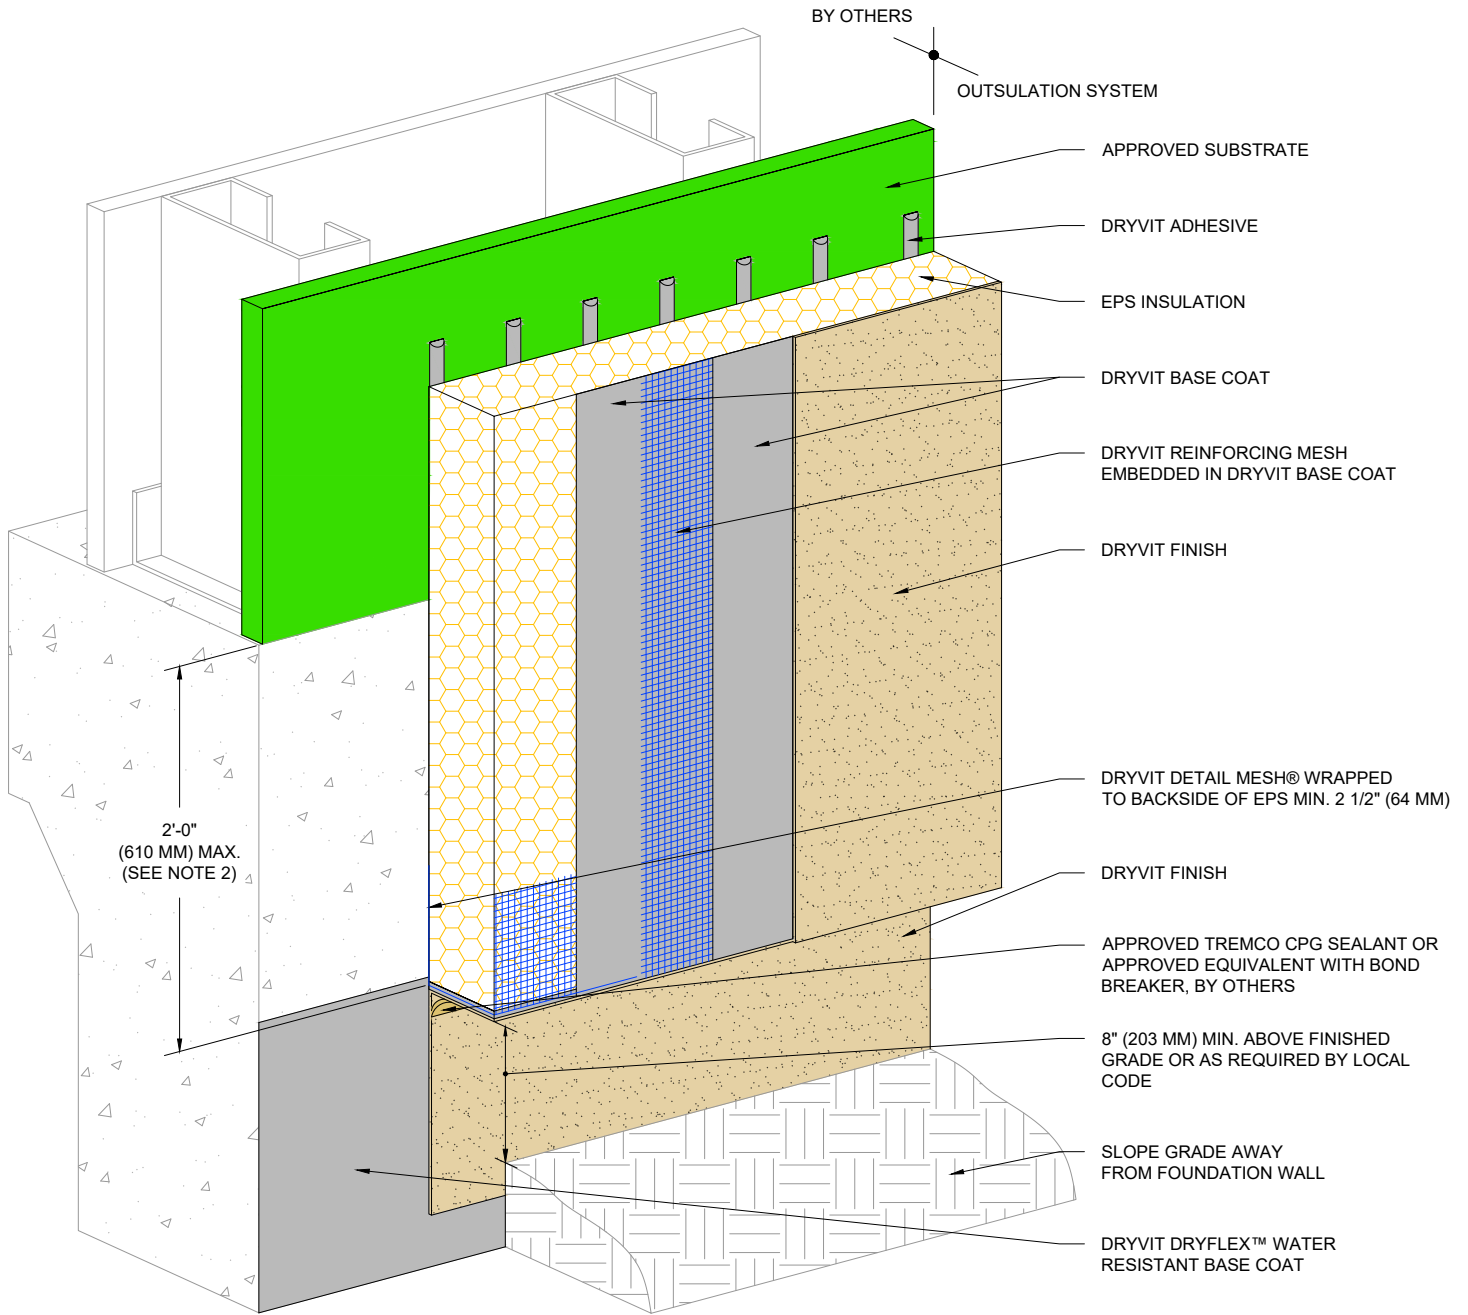 BY OTHERS
OUTSULATION SYSTEM
APPROVED SUBSTRATE
DRYVIT ADHESIVE
EPS INSULATION
DRYVIT BASE COAT
DRYVIT REINFORCING MESH
EMBEDDED IN DRYVIT BASE COAT
DRYVIT FINISH
DRYVIT DETAIL MESH® WRAPPED
TO BACKSIDE OF EPS MIN. 2 1/2" (64 MM)
2'-0"
(610 MM) MAX.
(SEE NOTE 2)
DRYVIT FINISH
APPROVED TREMCO CPG SEALANT OR
APPROVED EQUIVALENT WITH BOND
BREAKER, BY OTHERS
8" (203 MM) MIN. ABOVE FINISHED
GRADE OR AS REQUIRED BY LOCAL
CODE
SLOPE GRADE AWAY
FROM FOUNDATION WALL
DRYVIT DRYFLEX™ WATER
RESISTANT BASE COAT